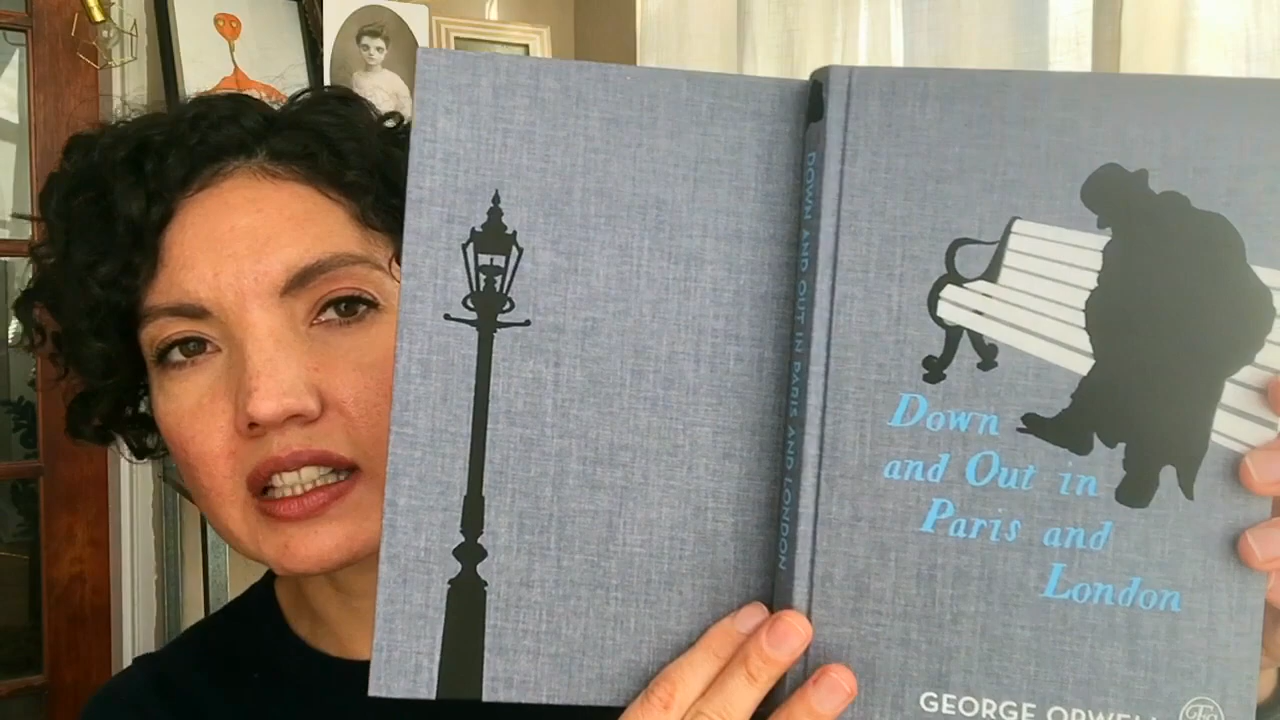 DOWN AND OUT IN PARIS AND LONDON
Down
and Out in
Paris and
London
GEORGE ORWELL